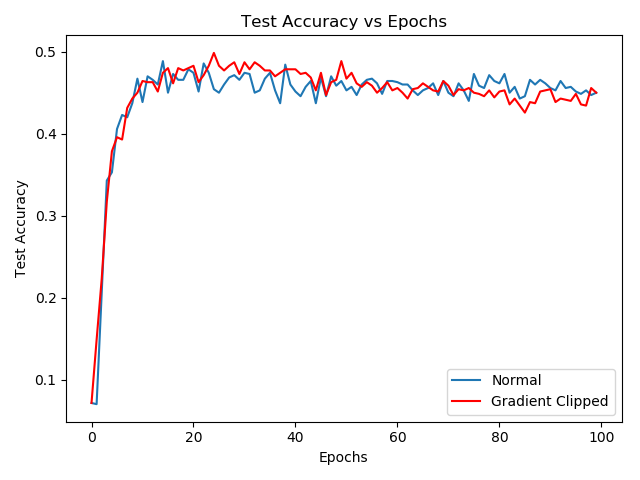 Test Accuracy vs Epochs
0.5
0.4
0.3
0.2
0.1
Test Accuracy
0 20 40 60 80 100
Epochs
Normal
Gradient Clipped